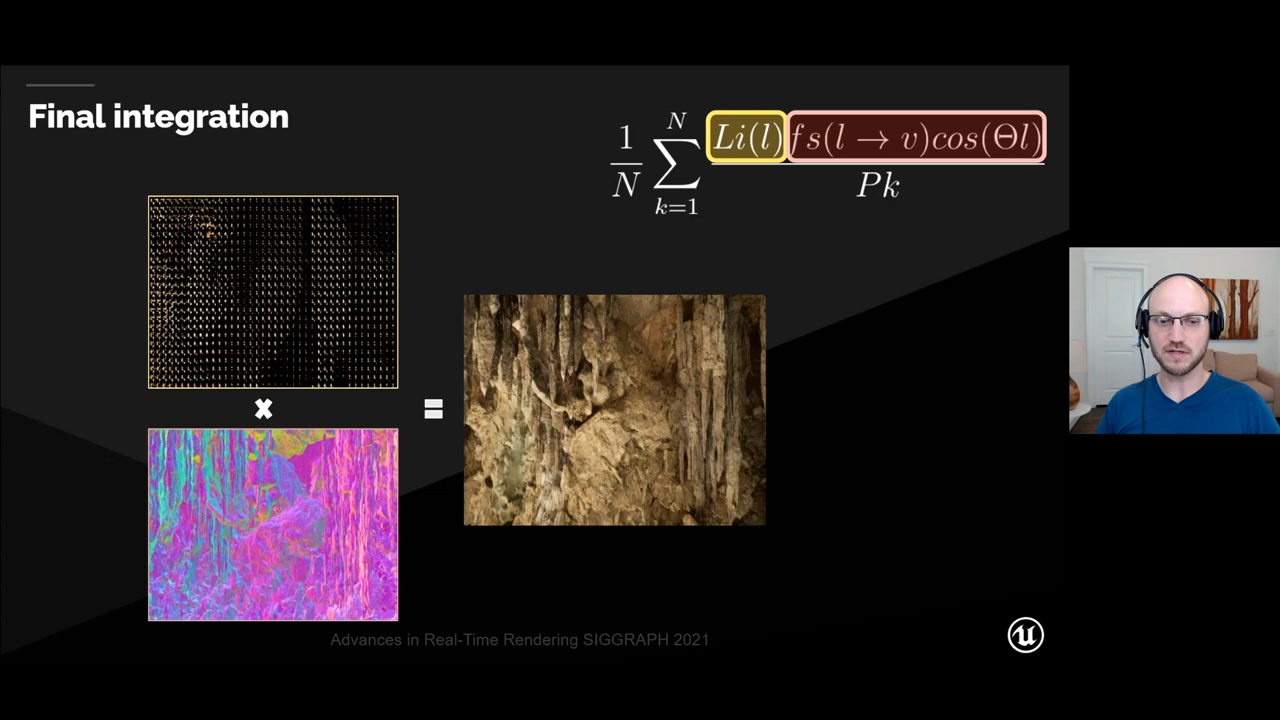 Final integration
1/N N∑k=1 Li(l)fs(l → v)cos(Θl)/Pk
×
=
Advances in Real-Time Rendering SIGGRAPH 2021